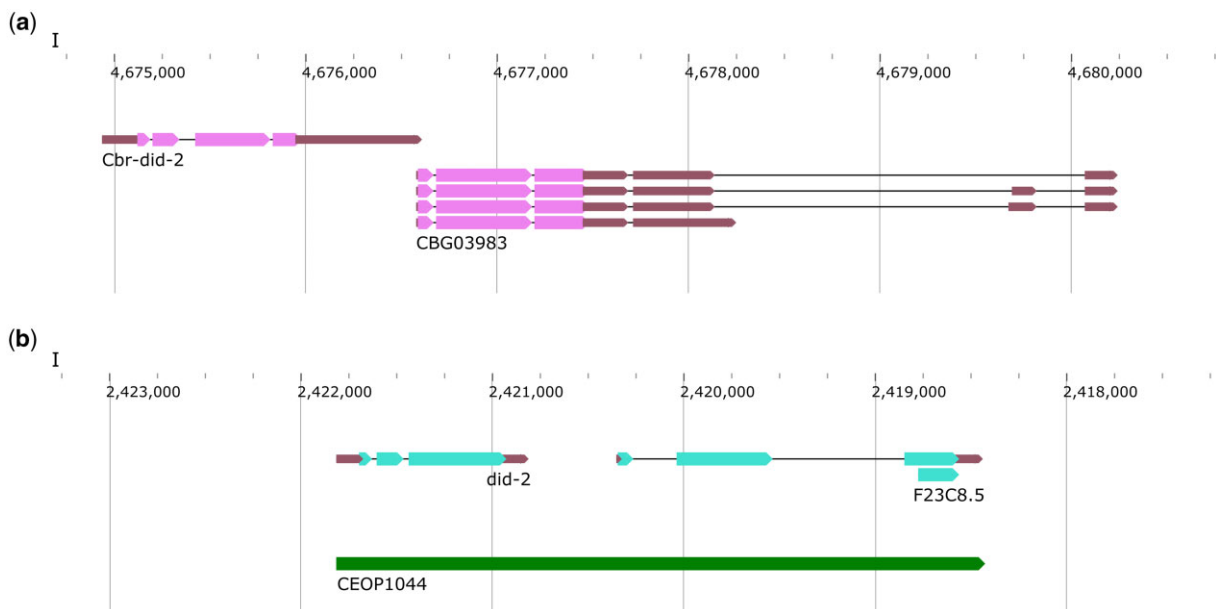 (a)
I
4,675,000 4,676,000 4,677,000 4,678,000 4,679,000 4,680,000
Cbr-did-2
CBG03983
(b)
I
2,423,000 2,422,000 2,421,000 2,420,000 2,419,000 2,418,000
did-2
F23C8.5
CEOP1044